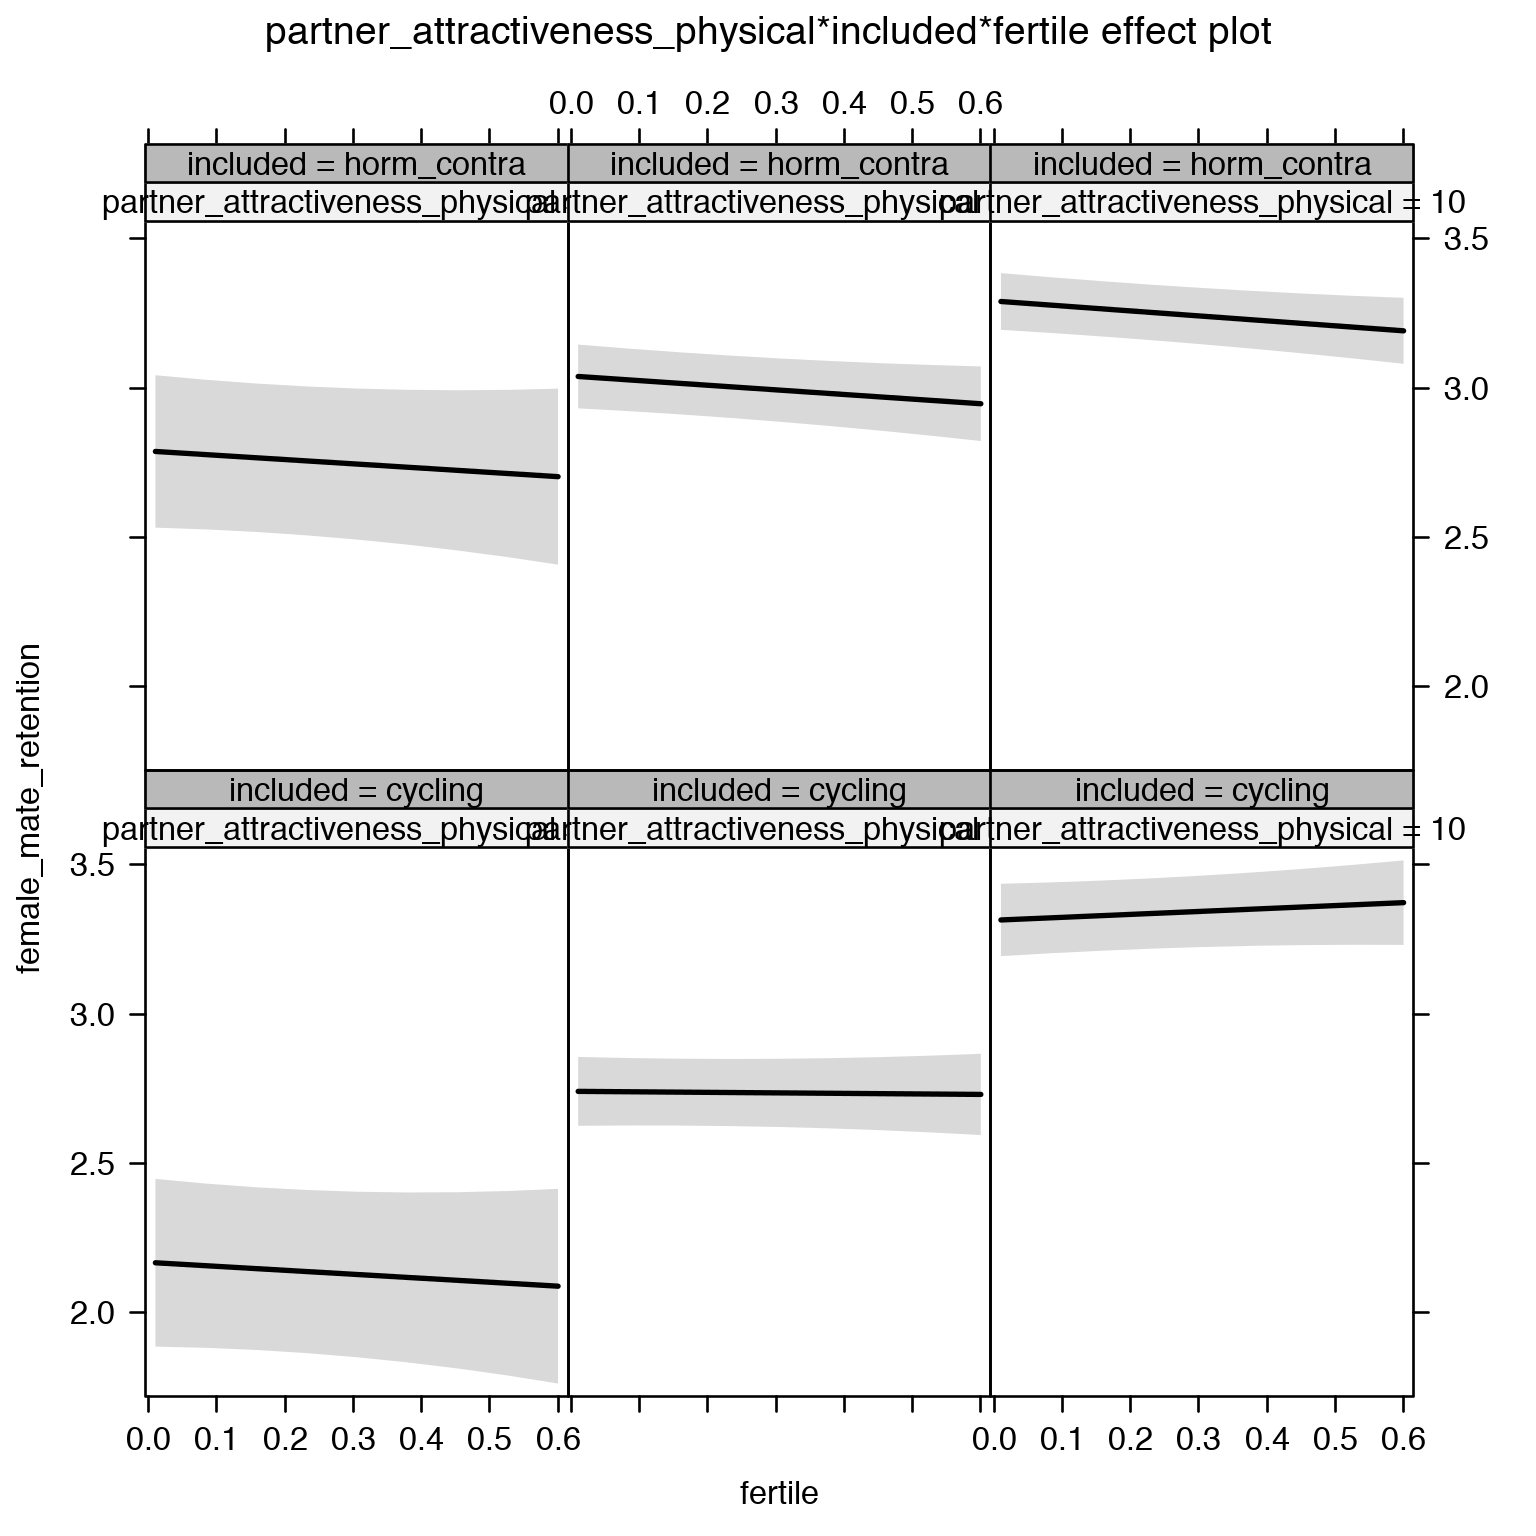 partner_attractiveness_physical*included*fertile effect plot
0.0 0.1 0.2 0.3 0.4 0.5 0.6
included = horm_contra included = horm_contra included = horm_contra
partner_attractiveness_physical partner_attractiveness_physical partner_attractiveness_physical = 10
3.5
3.0
2.5
2.0
female_mate_retention
included = cycling included = cycling included = cycling
partner_attractiveness_physical partner_attractiveness_physical partner_attractiveness_physical = 10
3.5
3.0
2.5
2.0
0.0 0.1 0.2 0.3 0.4 0.5 0.6 0.0 0.1 0.2 0.3 0.4 0.5 0.6
fertile